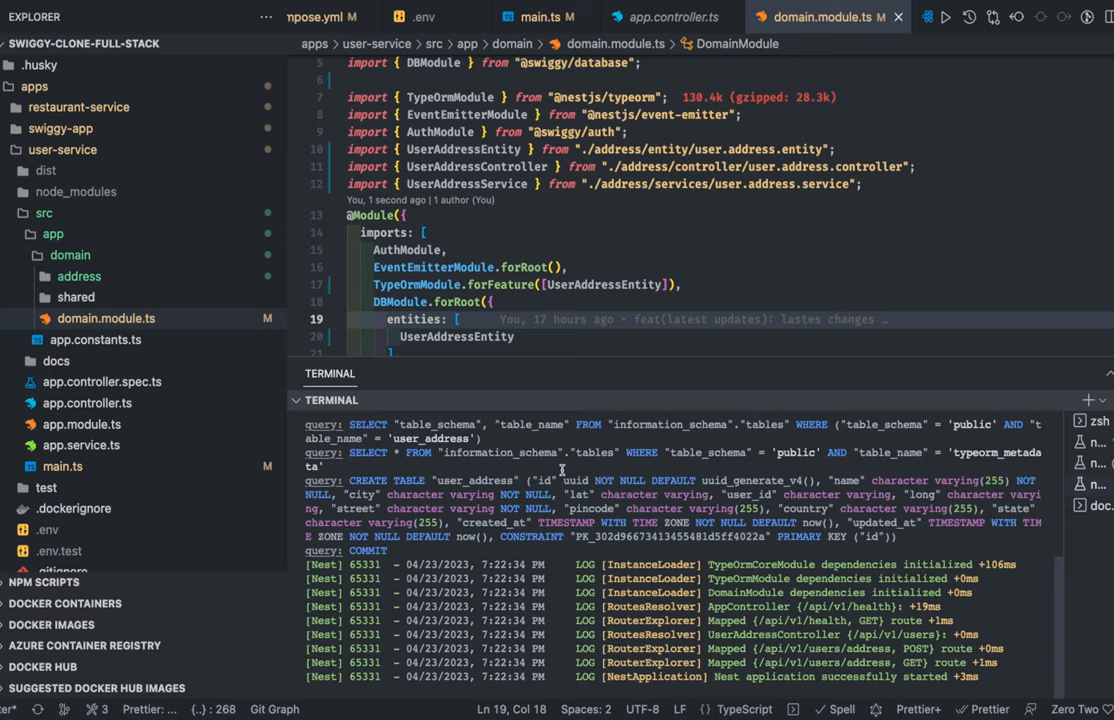 EXPLORER
SWIGGY-CLONE-FULL-STACK
.husky
apps
restaurant-service
swiggy-app
user-service
dist
node_modules
src
app
domain
address
shared
domain.module.ts M
app.constants.ts
docs
app.controller.spec.ts
app.controller.ts
app.module.ts
app.service.ts
main.ts M
test
.dockerignore
.env
.env.test
.gitignore
NPM SCRIPTS
DOCKER CONTAINERS
DOCKER IMAGES
AZURE CONTAINER REGISTRY
DOCKER HUB
SUGGESTED DOCKER HUB IMAGES
mpose.yml M .env main.ts M app.controller.ts domain.module.ts M
apps > user-service > src > app > domain > domain.module.ts > DomainModule
5 import { DBModule } from "@swiggy/database";
6
7 import { TypeOrmModule } from "@nestjs/typeorm"; 130.4k (gzipped: 28.3k)
8 import { EventEmitterModule } from "@nestjs/event-emitter";
9 import { AuthModule } from "@swiggy/auth";
10 import { UserAddressEntity } from "./address/entity/user.address.entity";
11 import { UserAddressController } from "./address/controller/user.address.controller";
12 import { UserAddressService } from "./address/services/user.address.service";
You, 1 second ago | 1 author (You)
13 @Module({
14 imports: [
15 AuthModule,
16 EventEmitterModule.forRoot(),
17 TypeOrmModule.forFeature([UserAddressEntity]),
18 DBModule.forRoot({
19 entities: [ You, 17 hours ago • feat(latest updates): lastes changes …
20 UserAddressEntity
21 ],
TERMINAL
TERMINAL
query: SELECT "table_schema", "table_name" FROM "information_schema"."tables" WHERE ("table_schema" = 'public' AND "t
able_name" = 'user_address')
query: SELECT * FROM "information_schema"."tables" WHERE "table_schema" = 'public' AND "table_name" = 'typeorm_metada
ta'
query: CREATE TABLE "user_address" ("id" uuid NOT NULL DEFAULT uuid_generate_v4(), "name" character varying(255) NOT
NULL, "city" character varying NOT NULL, "lat" character varying, "user_id" character varying, "long" character varyi
ng, "street" character varying NOT NULL, "pincode" character varying(255), "country" character varying(255), "state"
character varying(255), "created_at" TIMESTAMP WITH TIME ZONE NOT NULL DEFAULT now(), "updated_at" TIMESTAMP WITH TIM
E ZONE NOT NULL DEFAULT now(), CONSTRAINT "PK_302d96673413455481d5ff4022a" PRIMARY KEY ("id"))
query: COMMIT
[Nest] 65331 - 04/23/2023, 7:22:34 PM LOG [InstanceLoader] TypeOrmCoreModule dependencies initialized +106ms
[Nest] 65331 - 04/23/2023, 7:22:34 PM LOG [InstanceLoader] TypeOrmModule dependencies initialized +0ms
[Nest] 65331 - 04/23/2023, 7:22:34 PM LOG [InstanceLoader] DomainModule dependencies initialized +0ms
[Nest] 65331 - 04/23/2023, 7:22:34 PM LOG [RoutesResolver] AppController {/api/v1/health}: +19ms
[Nest] 65331 - 04/23/2023, 7:22:34 PM LOG [RouterExplorer] Mapped {/api/v1/health, GET} route +1ms
[Nest] 65331 - 04/23/2023, 7:22:34 PM LOG [RoutesResolver] UserAddressController {/api/v1/users}: +0ms
[Nest] 65331 - 04/23/2023, 7:22:34 PM LOG [RouterExplorer] Mapped {/api/v1/users/address, POST} route +0ms
[Nest] 65331 - 04/23/2023, 7:22:34 PM LOG [RouterExplorer] Mapped {/api/v1/users/address, GET} route +1ms
[Nest] 65331 - 04/23/2023, 7:22:34 PM LOG [NestApplication] Nest application successfully started +3ms
zsh
n...
n...
n...
doc.
ter* 3 Prettier: ... {..} : 268 Git Graph Ln 19, Col 18 Spaces: 2 UTF-8 LF {} TypeScript Spell Prettier+ Prettier Zero Two